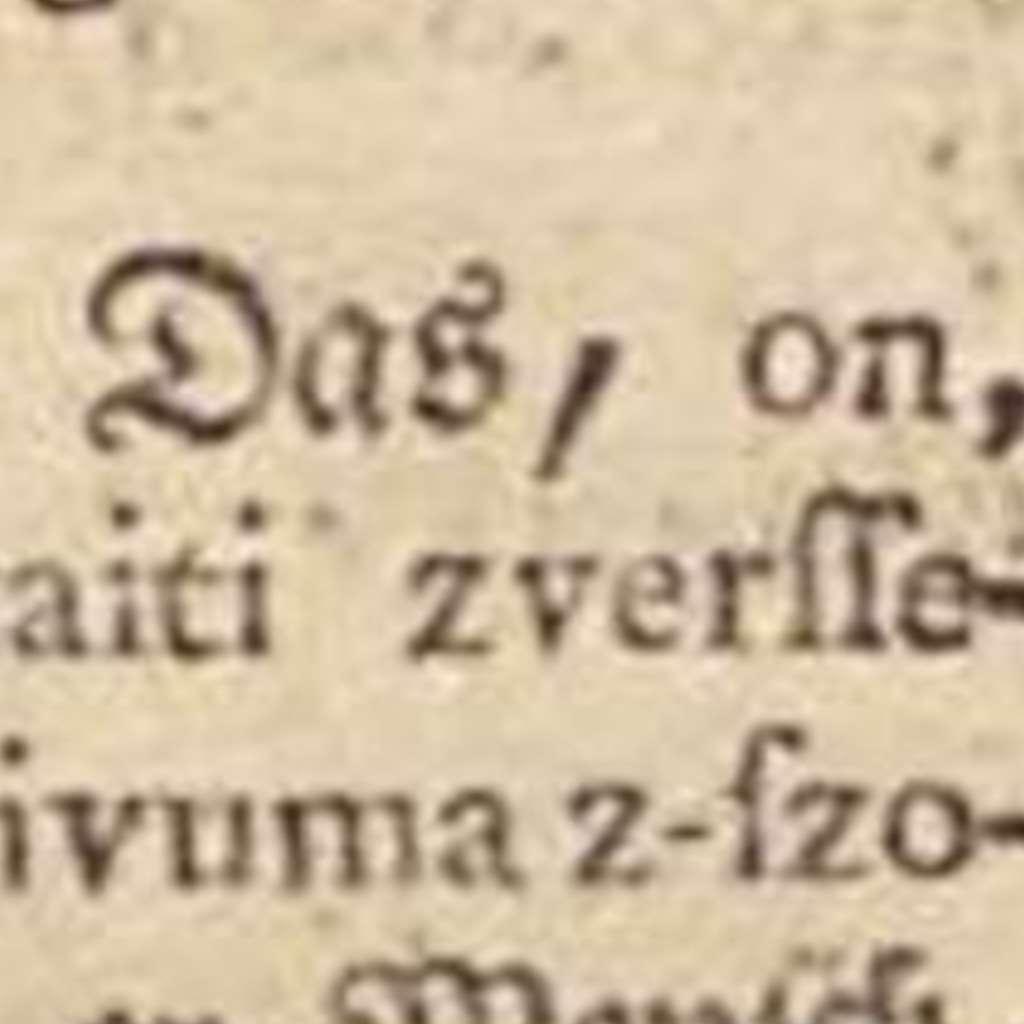 Das, on,
aiti zverſſe-
ivuma z-ſzo-